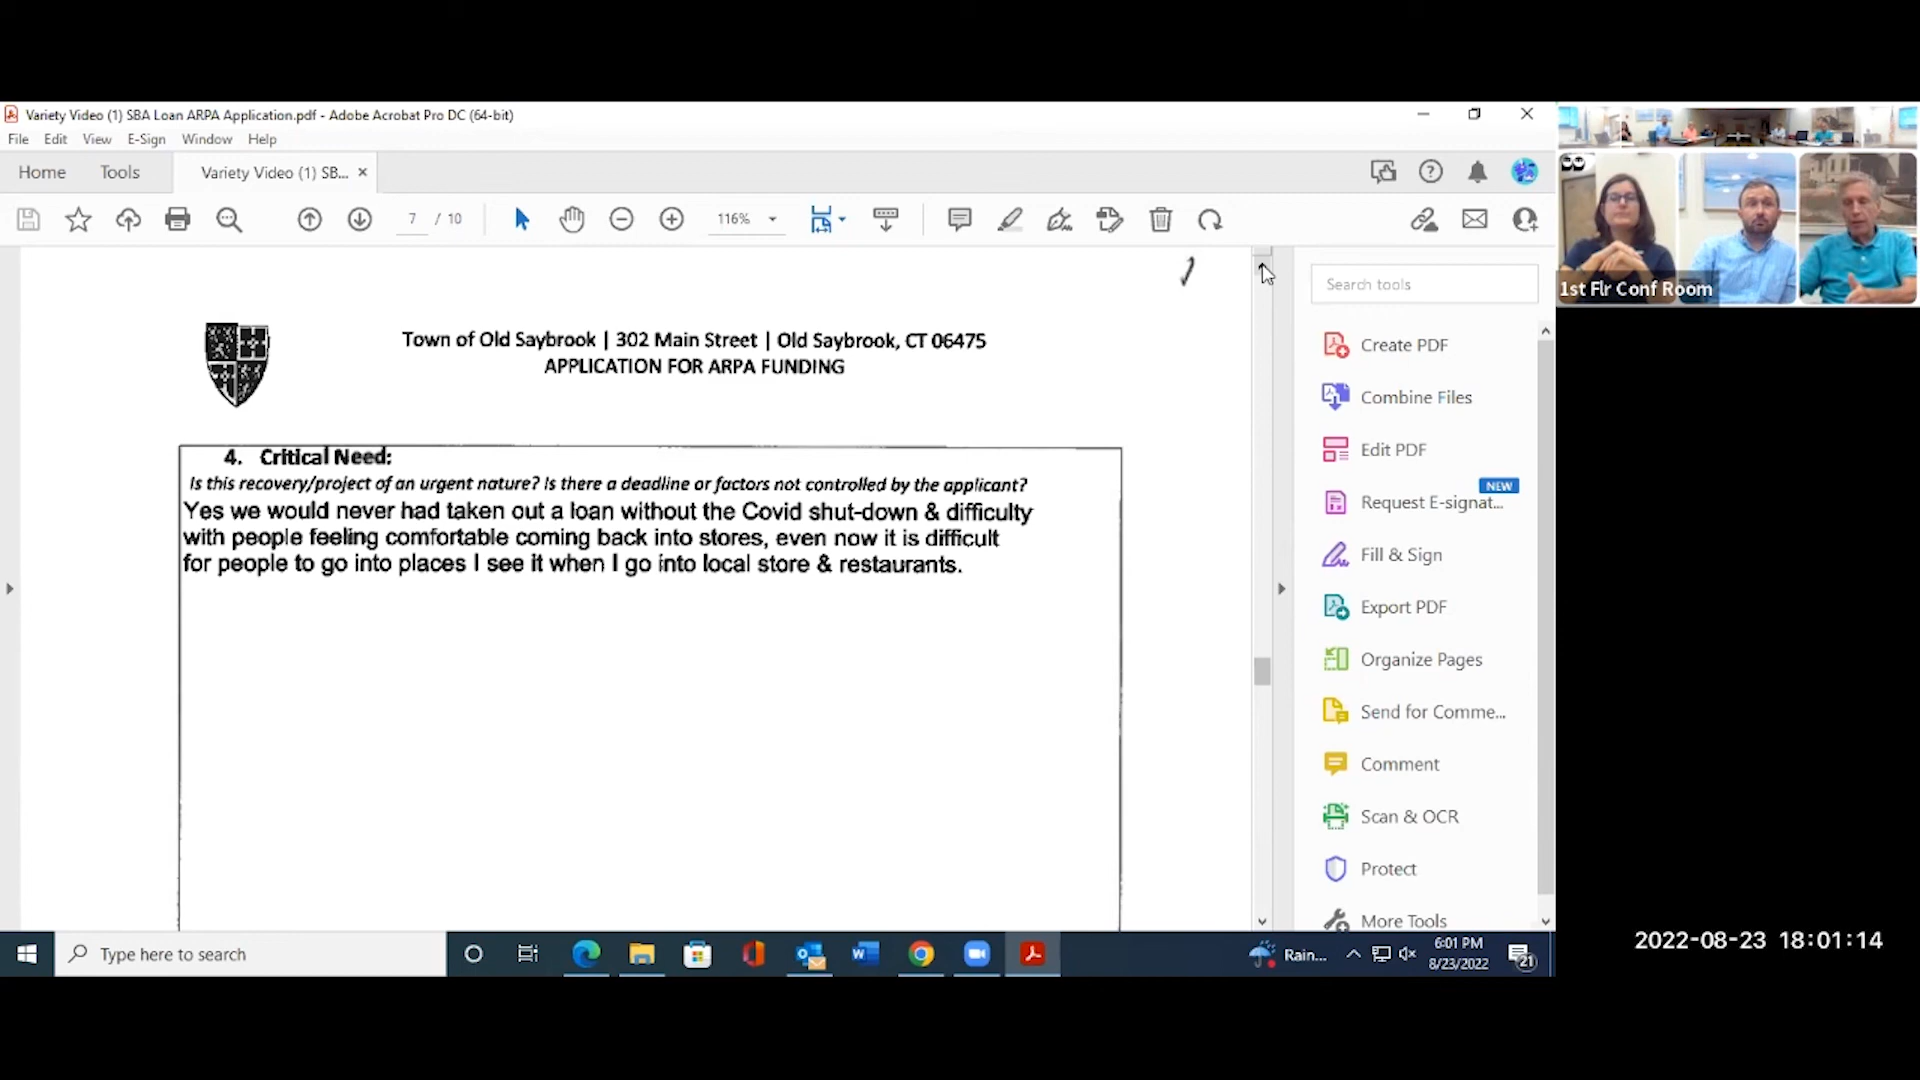 Variety Video (1) SBA Loan ARPA Application.pdf - Adobe Acrobat Pro DC (64-bit)
File Edit View E-Sign Window Help
Home Tools Variety Video (1) SB... ×
7 / 10 116%
Town of Old Saybrook | 302 Main Street | Old Saybrook, CT 06475
APPLICATION FOR ARPA FUNDING
4. Critical Need:
Is this recovery/project of an urgent nature? Is there a deadline or factors not controlled by the applicant?
Yes we would never had taken out a loan without the Covid shut-down & difficulty
with people feeling comfortable coming back into stores, even now it is difficult
for people to go into places I see it when I go into local store & restaurants.
Search tools
Create PDF
Combine Files
Edit PDF
NEW
Request E-signat...
Fill & Sign
Export PDF
Organize Pages
Send for Comme...
Comment
Scan & OCR
Protect
More Tools
1st Flr Conf Room
2022-08-23 18:01:14
Type here to search
Rain...
6:01 PM
8/23/2022
21